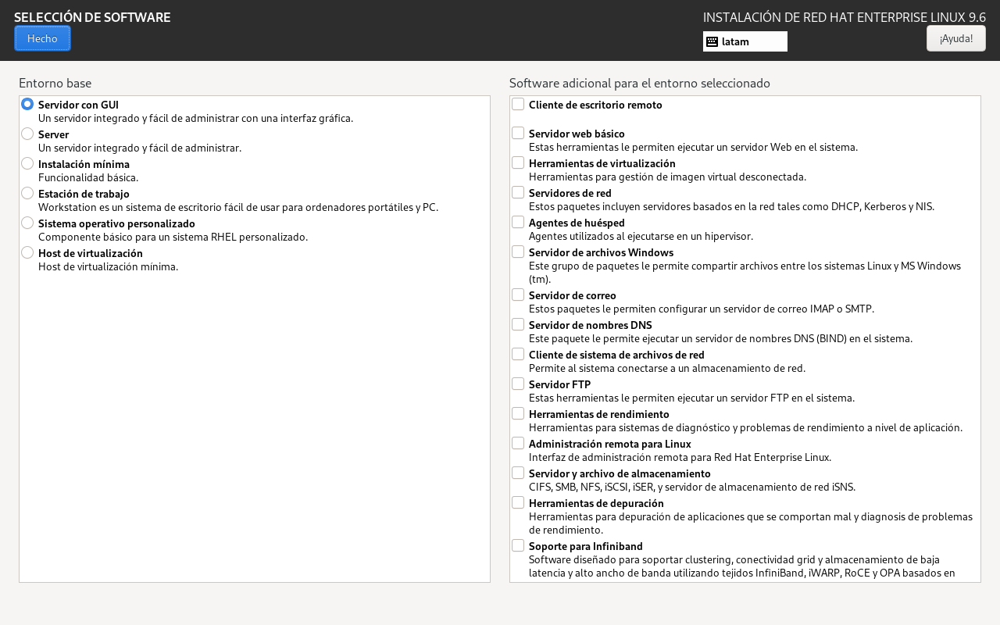 SELECCIÓN DE SOFTWARE
INSTALACIÓN DE RED HAT ENTERPRISE LINUX 9.6
Hecho
latam
¡Ayuda!
Entorno base
Servidor con GUI
Un servidor integrado y fácil de administrar con una interfaz gráfica.
Server
Un servidor integrado y fácil de administrar.
Instalación mínima
Funcionalidad básica.
Estación de trabajo
Workstation es un sistema de escritorio fácil de usar para ordenadores portátiles y PC.
Sistema operativo personalizado
Componente básico para un sistema RHEL personalizado.
Host de virtualización
Host de virtualización mínima.
Software adicional para el entorno seleccionado
Cliente de escritorio remoto
Servidor web básico
Estas herramientas le permiten ejecutar un servidor Web en el sistema.
Herramientas de virtualización
Herramientas para gestión de imagen virtual desconectada.
Servidores de red
Estos paquetes incluyen servidores basados en la red tales como DHCP, Kerberos y NIS.
Agentes de huésped
Agentes utilizados al ejecutarse en un hipervisor.
Servidor de archivos Windows
Este grupo de paquetes le permite compartir archivos entre los sistemas Linux y MS Windows
(tm).
Servidor de correo
Estos paquetes le permiten configurar un servidor de correo IMAP o SMTP.
Servidor de nombres DNS
Este paquete le permite ejecutar un servidor de nombres DNS (BIND) en el sistema.
Cliente de sistema de archivos de red
Permite al sistema conectarse a un almacenamiento de red.
Servidor FTP
Estas herramientas le permiten ejecutar un servidor FTP en el sistema.
Herramientas de rendimiento
Herramientas para sistemas de diagnóstico y problemas de rendimiento a nivel de aplicación.
Administración remota para Linux
Interfaz de administración remota para Red Hat Enterprise Linux.
Servidor y archivo de almacenamiento
CIFS, SMB, NFS, iSCSI, iSER, y servidor de almacenamiento de red iSNS.
Herramientas de depuración
Herramientas para depuración de aplicaciones que se comportan mal y diagnosis de problemas
de rendimiento.
Soporte para Infiniband
Software diseñado para soportar clustering, conectividad grid y almacenamiento de baja
latencia y alto ancho de banda utilizando tejidos InfiniBand, iWARP, RoCE y OPA basados en